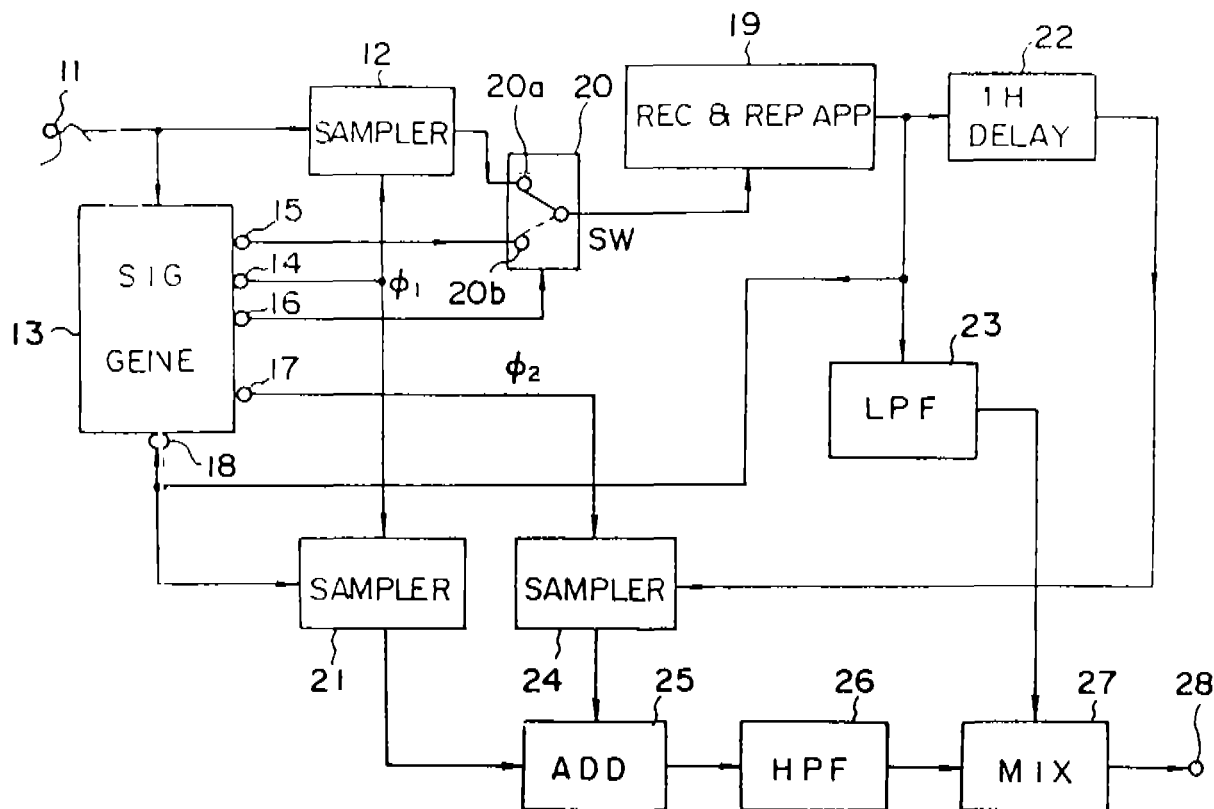 11
12
SAMPLER
20a
20
19
REC & REP APP
22
1H
DELAY
15
14
16
17
SW
20b
ϕ1
ϕ2
13
SIG
GENE
18
23
LPF
SAMPLER
21
SAMPLER
24
25
ADD
26
HPF
27
MIX
28